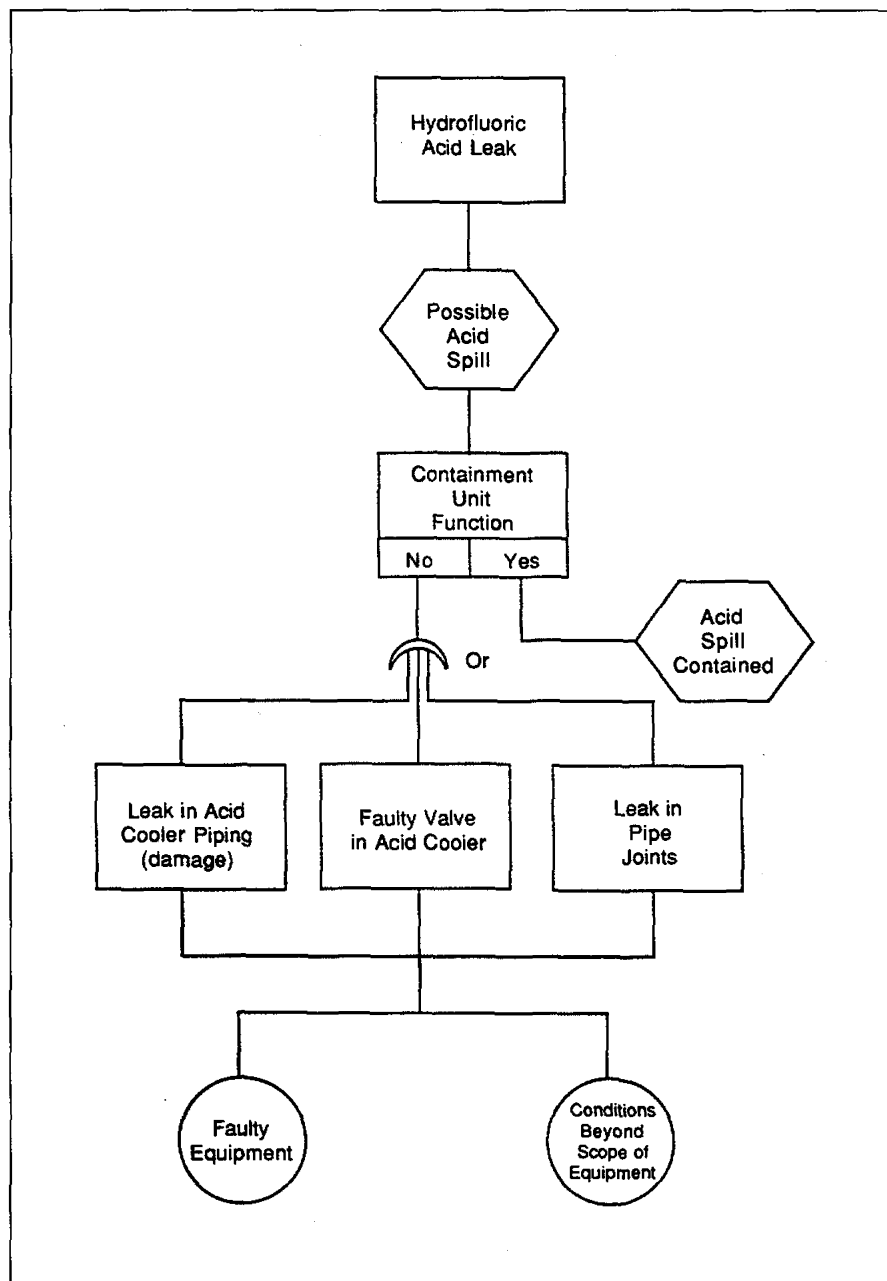 Hydrofluoric
Acid Leak
Possible
Acid
Spill
Containment
Unit
Function
No
Yes
Acid
Spill
Contained
Or
Leak in Acid
Cooler Piping
(damage)
Faulty Valve
in Acid Cooler
Leak in
Pipe
Joints
Faulty
Equipment
Conditions
Beyond
Scope of
Equipment